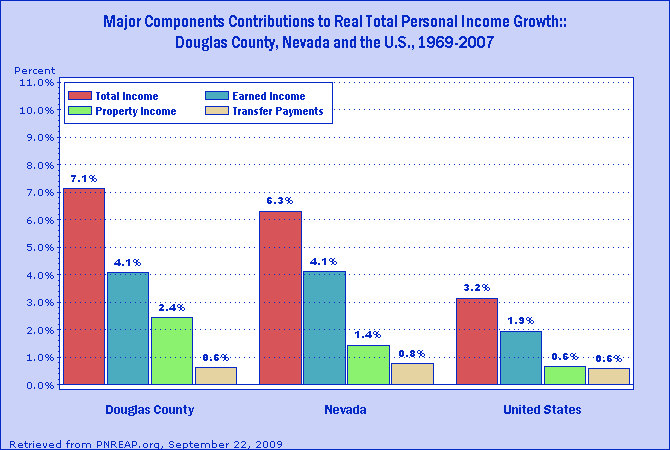 Major Components Contributions to Real Total Personal Income Growth::
Douglas County, Nevada and the U.S., 1969-2007
Percent
11.0%
10.0%
9.0%
8.0%
7.0%
6.0%
5.0%
4.0%
3.0%
2.0%
1.0%
0.0%
Total Income
Earned Income
Property Income
Transfer Payments
7.1%
4.1%
2.4%
0.6%
6.3%
4.1%
1.4%
0.8%
3.2%
1.9%
0.6%
0.6%
Douglas County
Nevada
United States
Retrieved from PNREAP.org, September 22, 2009